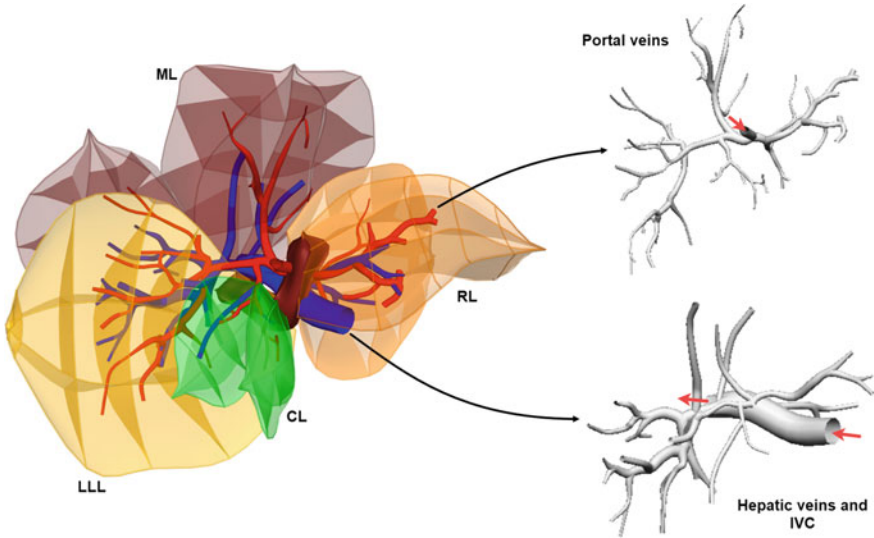 ML
Portal veins
RL
CL
LLL
Hepatic veins and
IVC